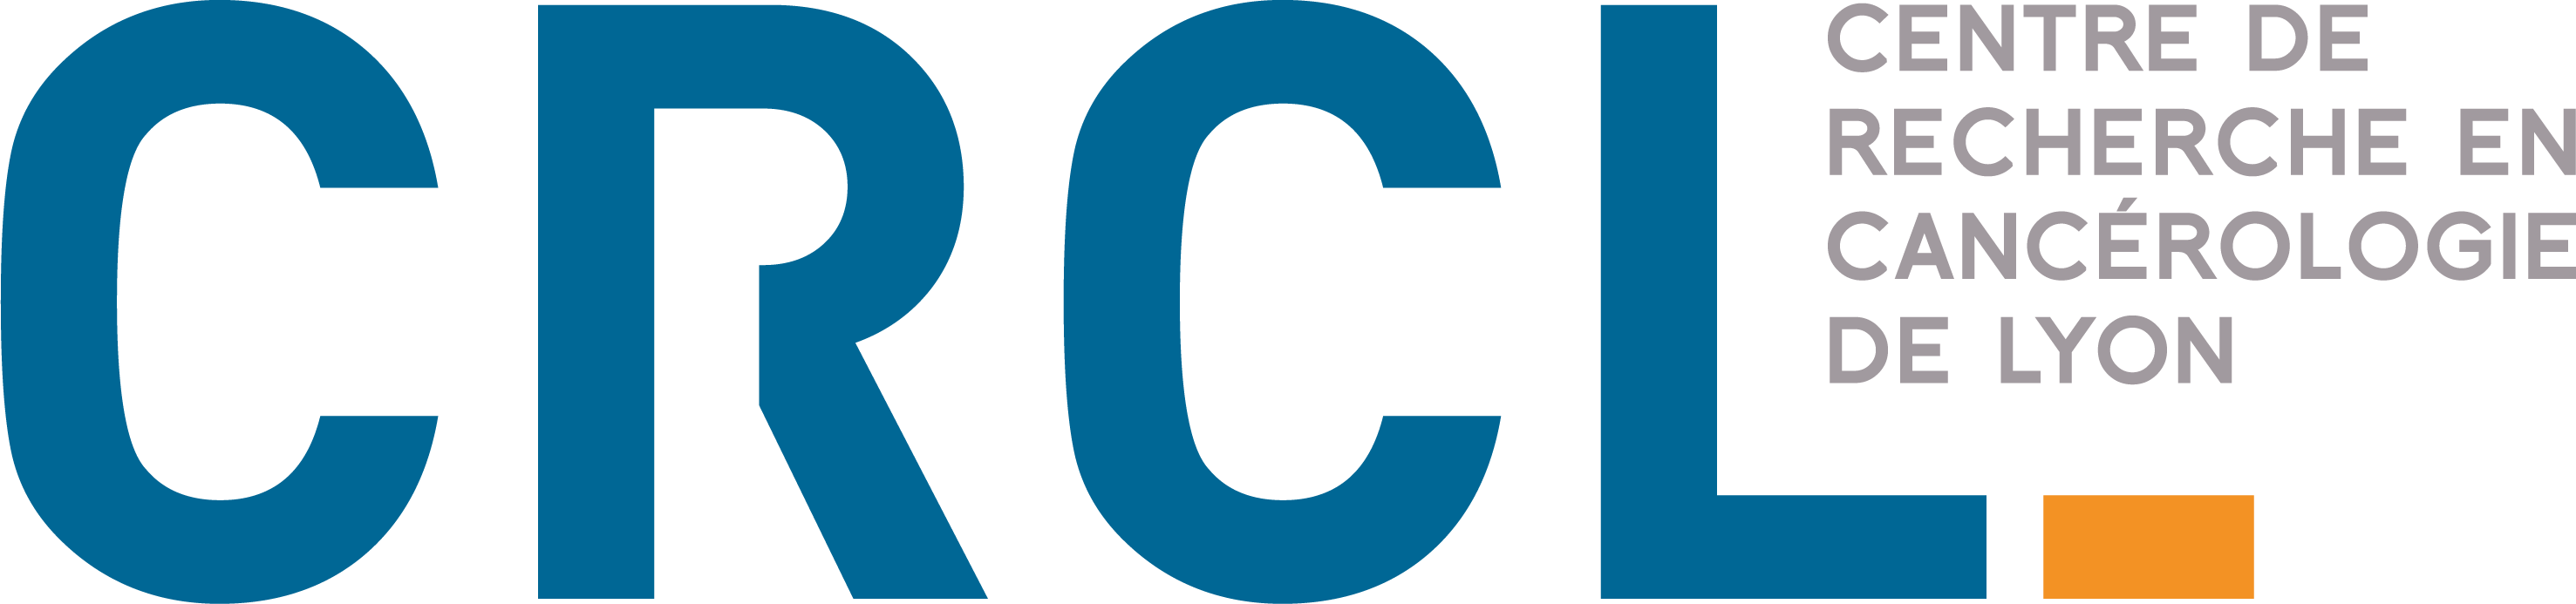 CRCL
CENTRE DE
RECHERCHE EN
CANCÉROLOGIE
DE LYON